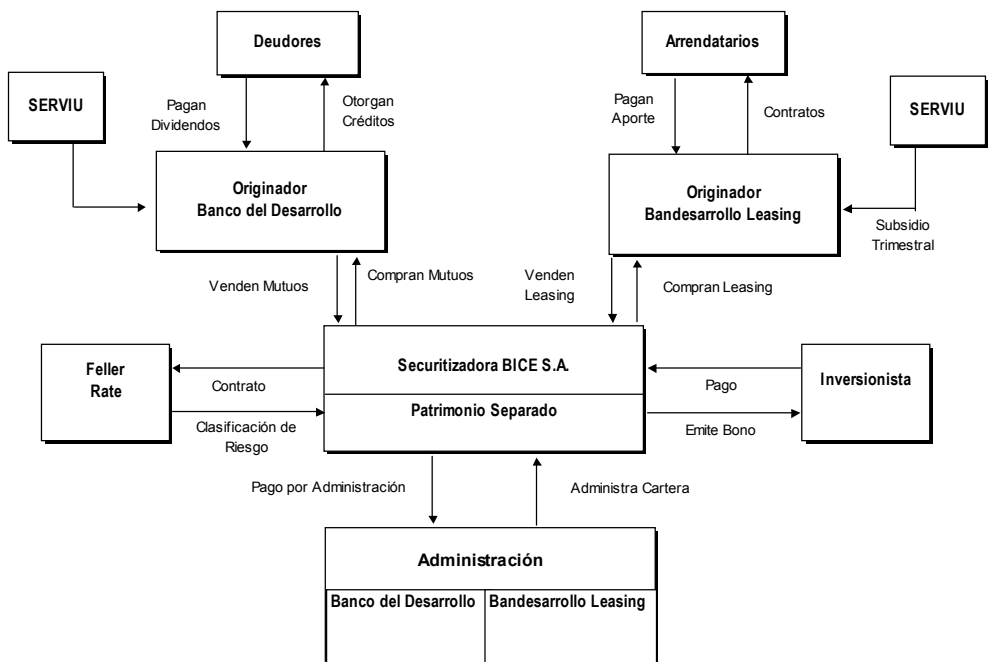 Deudores
Arrendatarios
SERVIU
SERVIU
Pagan
Dividendos
Otorgan
Créditos
Pagan
Aporte
Contratos
Originador
Banco del Desarrollo
Originador
Bandesarrollo Leasing
Subsidio
Trimestral
Venden Mutuos
Compran Mutuos
Venden
Leasing
Compran Leasing
Feller
Rate
Contrato
Clasificación de
Riesgo
Securitizadora BICE S.A.
Patrimonio Separado
Pago
Emite Bono
Inversionista
Pago por Administración
Administra Cartera
Administración
Banco del Desarrollo
Bandesarrollo Leasing